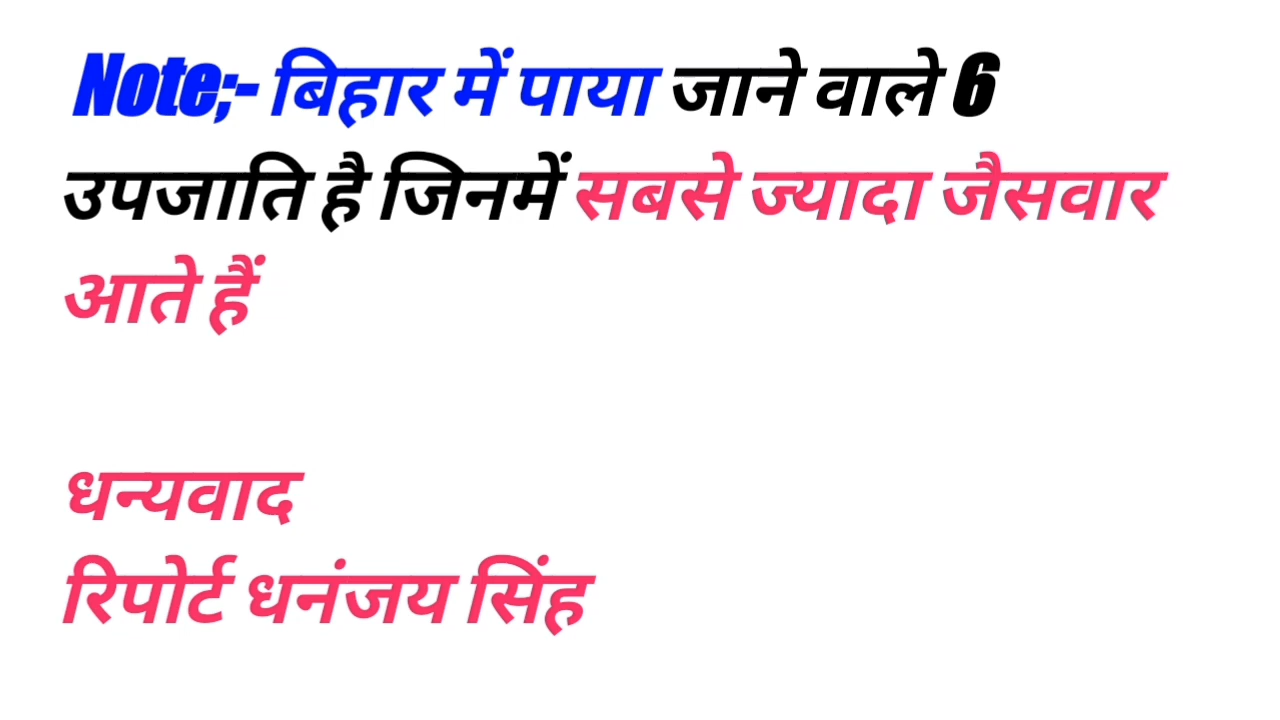 Note;- बिहार में पाया जाने वाले 6
उपजाति है जिनमें सबसे ज्यादा जैसवार
आते हैं
धन्यवाद
रिपोर्ट धनंजय सिंह